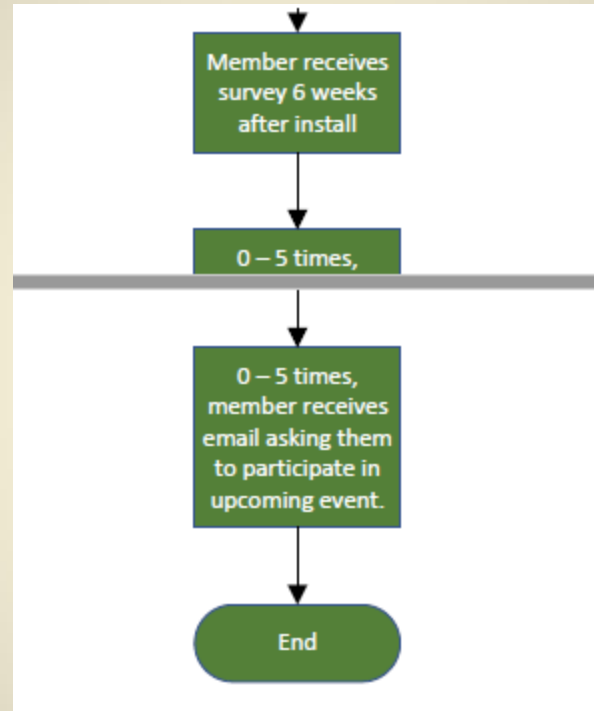 Member receives
survey 6 weeks
after install
0 – 5 times,
0 – 5 times,
member receives
email asking them
to participate in
upcoming event.
End